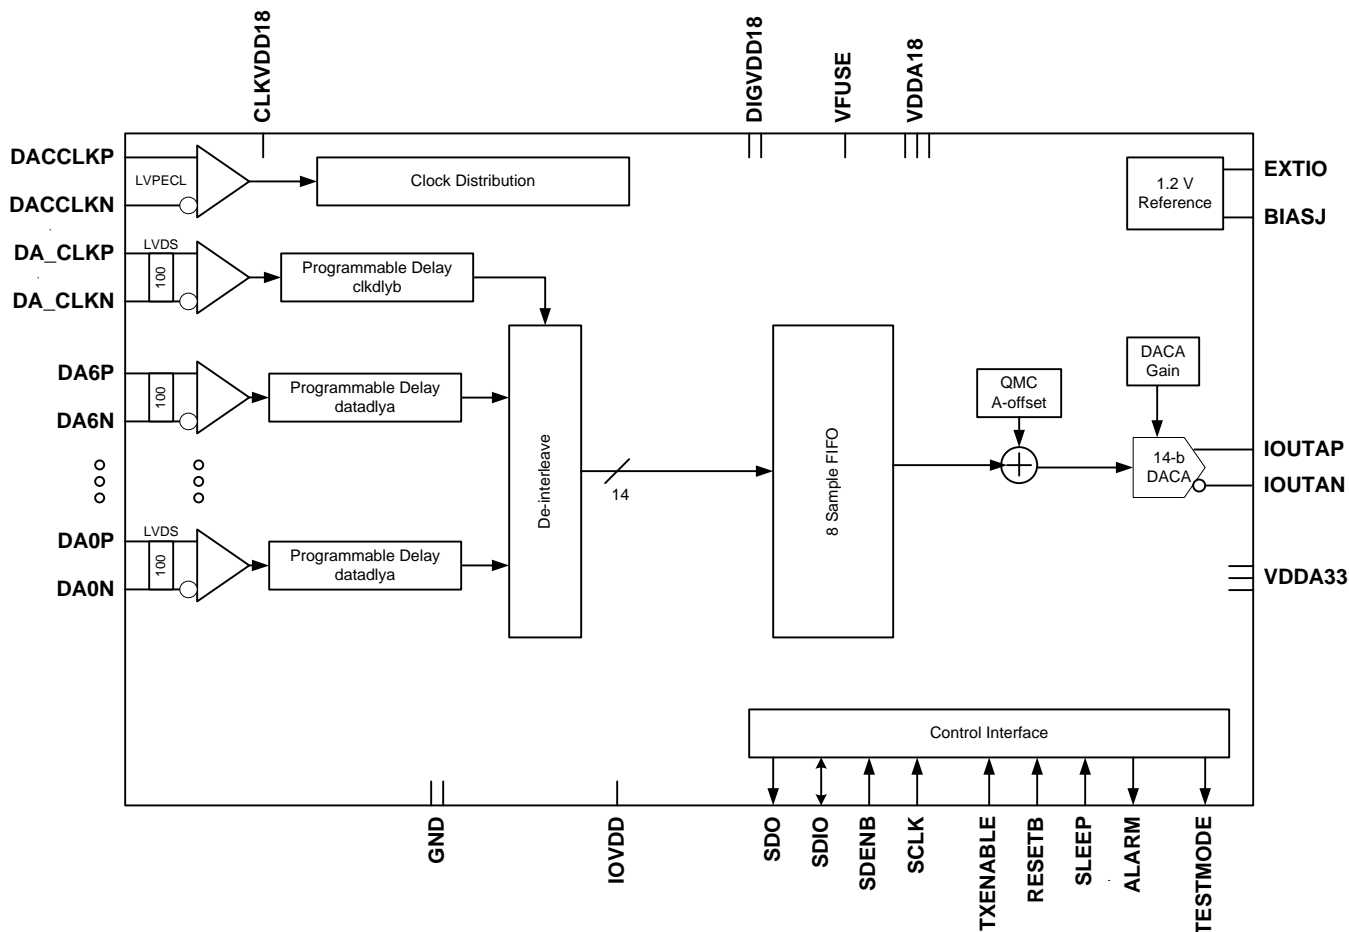 CLKVDD18
DIGVDD18
VFUSE
VDDA18
DACCLKP
LVPECL
DACCLKN
Clock Distribution
1.2 V
Reference
EXTIO
BIASJ
DA_CLKP
LVDS
100
DA_CLKN
Programmable Delay
clkdlyb
DA6P
100
DA6N
Programmable Delay
datadlya
De-interleave
14
8 Sample FIFO
QMC
A-offset
DACA
Gain
14-b
DACA
IOUTAP
IOUTAN
DA0P
LVDS
100
DA0N
Programmable Delay
datadlya
VDDA33
Control Interface
GND
IOVDD
SDO
SDIO
SDENB
SCLK
TXENABLE
RESETB
SLEEP
ALARM
TESTMODE